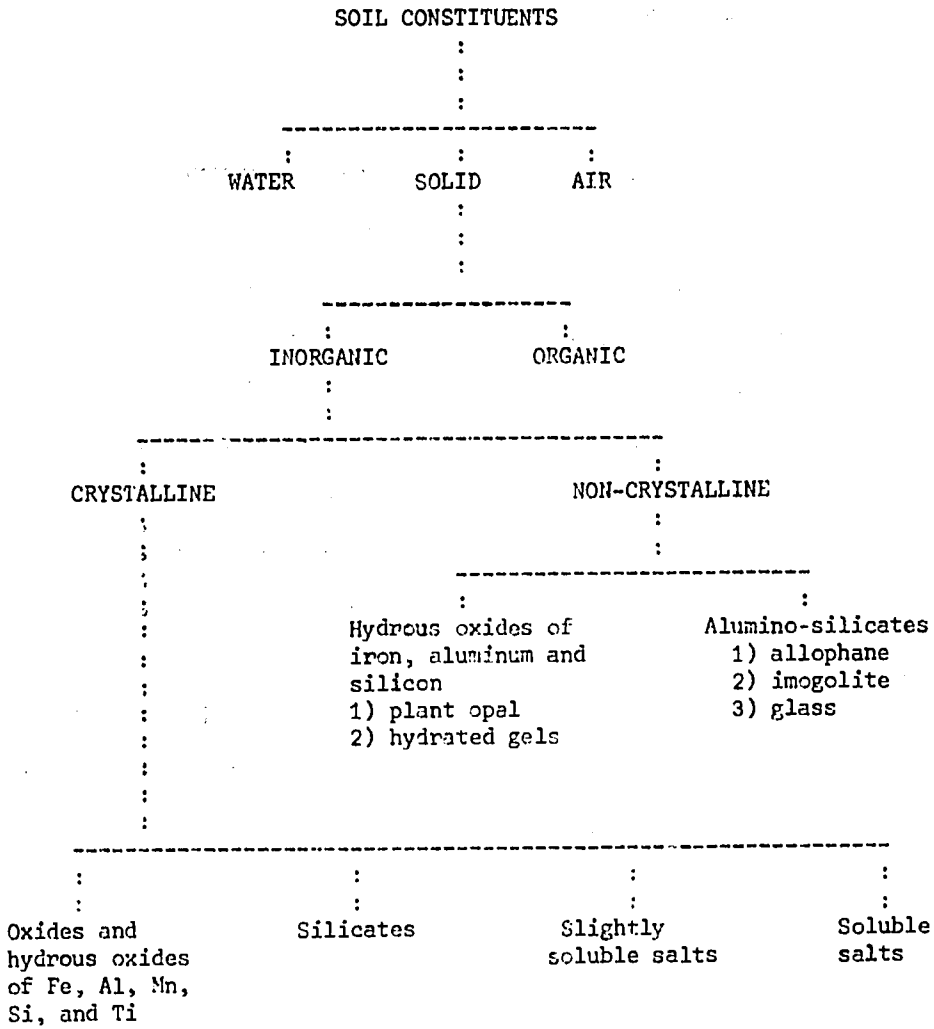 SOIL CONSTITUENTS
WATER SOLID AIR
INORGANIC ORGANIC
CRYSTALLINE NON-CRYSTALLINE
Hydrous oxides of
iron, aluminum and
silicon
1) plant opal
2) hydrated gels
Alumino-silicates
1) allophane
2) imogolite
3) glass
Oxides and
hydrous oxides
of Fe, Al, Mn,
Si, and Ti
Silicates
Slightly
soluble salts
Soluble
salts